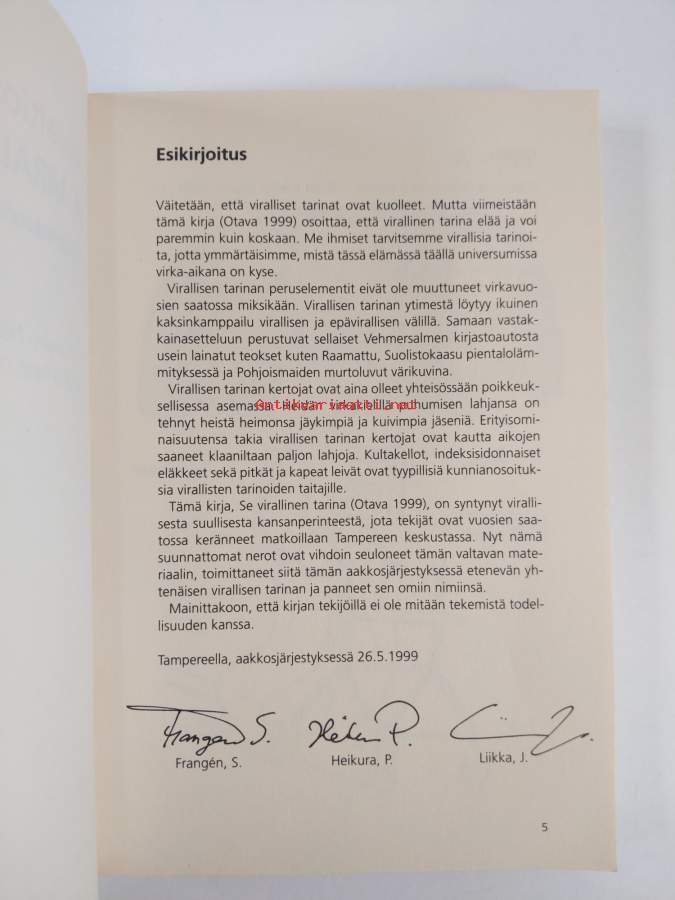 Esikirjoitus
Väitetään, että viralliset tarinat ovat kuolleet. Mutta viimeistään
tämä kirja (Otava 1999) osoittaa, että virallinen tarina elää ja voi
paremmin kuin koskaan. Me ihmiset tarvitsemme virallisia tarinoi-
ta, jotta ymmärtäisimme, mistä tässä elämässä täällä universumissa
virka-aikana on kyse.
Virallisen tarinan peruselementit eivät ole muuttuneet virkavuo-
sien saatossa miksikään. Virallisen tarinan ytimestä löytyy ikuinen
kaksinkamppailu virallisen ja epävirallisen välillä. Samaan vastak-
kainasetteluun perustuvat sellaiset Vehmersalmen kirjastoautosta
usein lainatut teokset kuten Raamattu, Suolistokaasu pientaloläm-
mityksessä ja Pohjoismaiden murtoluvut värikuvina.
Virallisen tarinan kertojat ovat aina olleet yhteisössään poikkeuk-
sellisessa asemassa. Heidän virkakielillä puhumisen lahjansa on
Antikvariaatti.net
tehnyt heistä heimonsa jäykimpiä ja kuivimpia jäseniä. Erityisomi-
naisuutensa takia virallisen tarinan kertojat ovat kautta aikojen
saaneet klaaniltaan paljon lahjoja. Kultakellot, indeksisidonnaiset
eläkkeet sekä pitkät ja kapeat leivät ovat tyypillisiä kunnianosoituk-
sia virallisten tarinoiden taitajille.
Tämä kirja, Se virallinen tarina (Otava 1999), on syntynyt viralli-
sesta suullisesta kansanperinteestä, jota tekijät ovat vuosien saa-
tossa keränneet matkoillaan Tampereen keskustassa. Nyt nämä
suunnattomat nerot ovat vihdoin seuloneet tämän valtavan mate-
riaalin, toimittaneet siitä tämän aakkosjärjestyksessä etenevän yh-
tenäisen virallisen tarinan ja panneet sen omiin nimiinsä.
Mainittakoon, että kirjan tekijöillä ei ole mitään tekemistä todel-
lisuuden kanssa.
Tampereella, aakkosjärjestyksessä 26.5.1999
Frangén S. Heikura P.
Frangén, S. Heikura, P. Liikka, J.
5